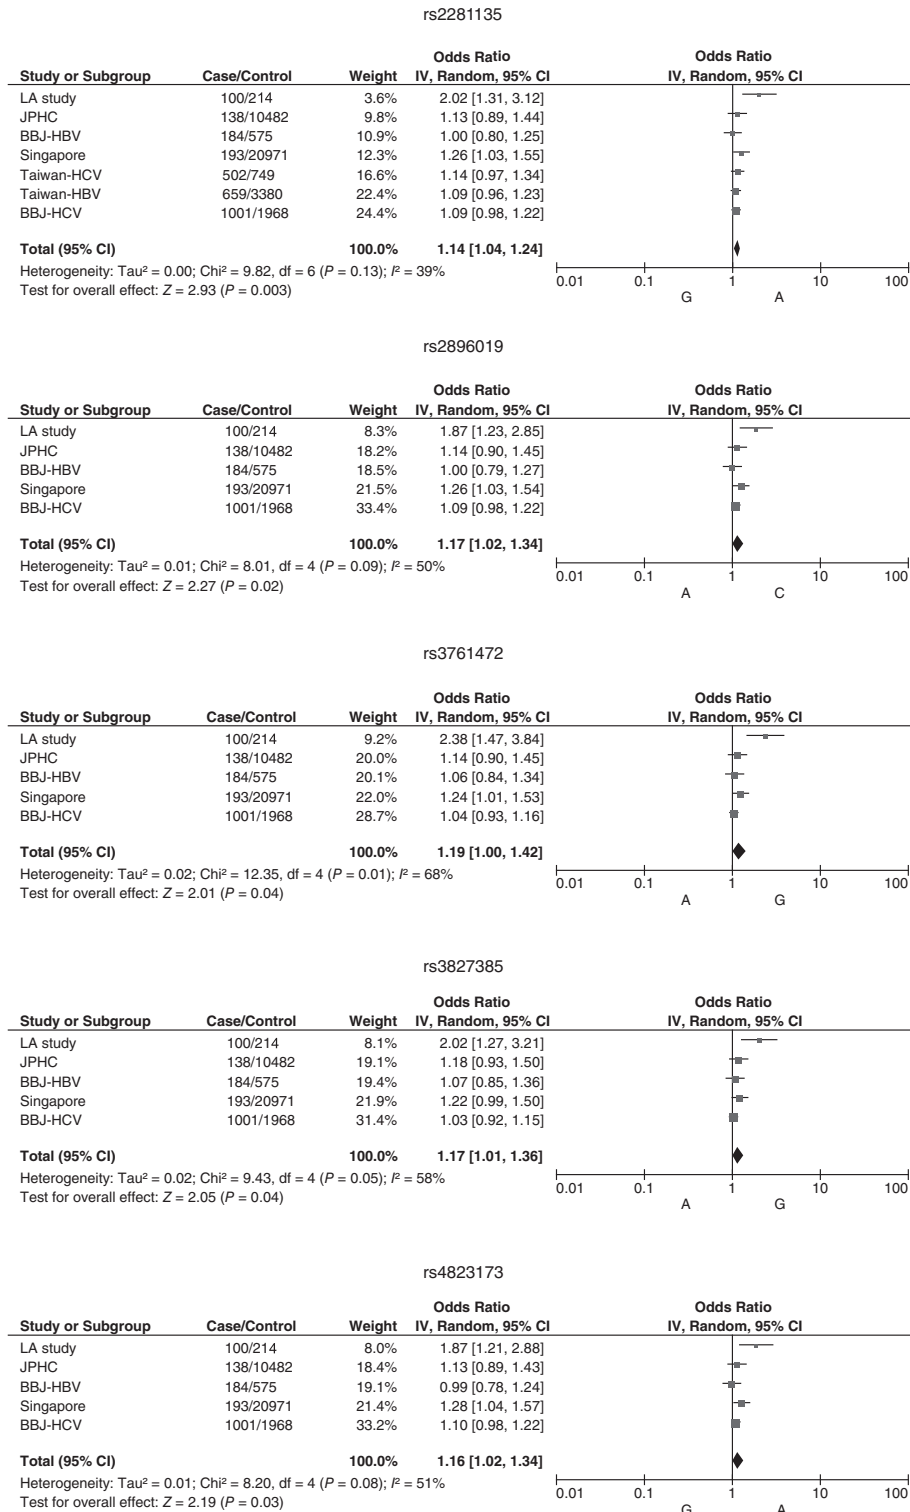 rs2281135
Odds Ratio Odds Ratio
Study or Subgroup Case/Control Weight IV, Random, 95% CI IV, Random, 95% CI
LA study 100/214 3.6% 2.02 [1.31, 3.12]
JPHC 138/10482 9.8% 1.13 [0.89, 1.44]
BBJ-HBV 184/575 10.9% 1.00 [0.80, 1.25]
Singapore 193/20971 12.3% 1.26 [1.03, 1.55]
Taiwan-HCV 502/749 16.6% 1.14 [0.97, 1.34]
Taiwan-HBV 659/3380 22.4% 1.09 [0.96, 1.23]
BBJ-HCV 1001/1968 24.4% 1.09 [0.98, 1.22]
Total (95% CI) 100.0% 1.14 [1.04, 1.24]
Heterogeneity: Tau² = 0.00; Chi² = 9.82, df = 6 (P = 0.13); I² = 39%
Test for overall effect: Z = 2.93 (P = 0.003)
0.01 0.1 1 10 100
G A
rs2896019
Odds Ratio Odds Ratio
Study or Subgroup Case/Control Weight IV, Random, 95% CI IV, Random, 95% CI
LA study 100/214 8.3% 1.87 [1.23, 2.85]
JPHC 138/10482 18.2% 1.14 [0.90, 1.45]
BBJ-HBV 184/575 18.5% 1.00 [0.79, 1.27]
Singapore 193/20971 21.5% 1.26 [1.03, 1.54]
BBJ-HCV 1001/1968 33.4% 1.09 [0.98, 1.22]
Total (95% CI) 100.0% 1.17 [1.02, 1.34]
Heterogeneity: Tau² = 0.01; Chi² = 8.01, df = 4 (P = 0.09); I² = 50%
Test for overall effect: Z = 2.27 (P = 0.02)
0.01 0.1 1 10 100
A C
rs3761472
Odds Ratio Odds Ratio
Study or Subgroup Case/Control Weight IV, Random, 95% CI IV, Random, 95% CI
LA study 100/214 9.2% 2.38 [1.47, 3.84]
JPHC 138/10482 20.0% 1.14 [0.90, 1.45]
BBJ-HBV 184/575 20.1% 1.06 [0.84, 1.34]
Singapore 193/20971 22.0% 1.24 [1.01, 1.53]
BBJ-HCV 1001/1968 28.7% 1.04 [0.93, 1.16]
Total (95% CI) 100.0% 1.19 [1.00, 1.42]
Heterogeneity: Tau² = 0.02; Chi² = 12.35, df = 4 (P = 0.01); I² = 68%
Test for overall effect: Z = 2.01 (P = 0.04)
0.01 0.1 1 10 100
A G
rs3827385
Odds Ratio Odds Ratio
Study or Subgroup Case/Control Weight IV, Random, 95% CI IV, Random, 95% CI
LA study 100/214 8.1% 2.02 [1.27, 3.21]
JPHC 138/10482 19.1% 1.18 [0.93, 1.50]
BBJ-HBV 184/575 19.4% 1.07 [0.85, 1.36]
Singapore 193/20971 21.9% 1.22 [0.99, 1.50]
BBJ-HCV 1001/1968 31.4% 1.03 [0.92, 1.15]
Total (95% CI) 100.0% 1.17 [1.01, 1.36]
Heterogeneity: Tau² = 0.02; Chi² = 9.43, df = 4 (P = 0.05); I² = 58%
Test for overall effect: Z = 2.05 (P = 0.04)
0.01 0.1 1 10 100
A G
rs4823173
Odds Ratio Odds Ratio
Study or Subgroup Case/Control Weight IV, Random, 95% CI IV, Random, 95% CI
LA study 100/214 8.0% 1.87 [1.21, 2.88]
JPHC 138/10482 18.4% 1.13 [0.89, 1.43]
BBJ-HBV 184/575 19.1% 0.99 [0.78, 1.24]
Singapore 193/20971 21.4% 1.28 [1.04, 1.57]
BBJ-HCV 1001/1968 33.2% 1.10 [0.98, 1.22]
Total (95% CI) 100.0% 1.16 [1.02, 1.34]
Heterogeneity: Tau² = 0.01; Chi² = 8.20, df = 4 (P = 0.08); I² = 51%
Test for overall effect: Z = 2.19 (P = 0.03)
0.01 0.1 1 10 100
G A